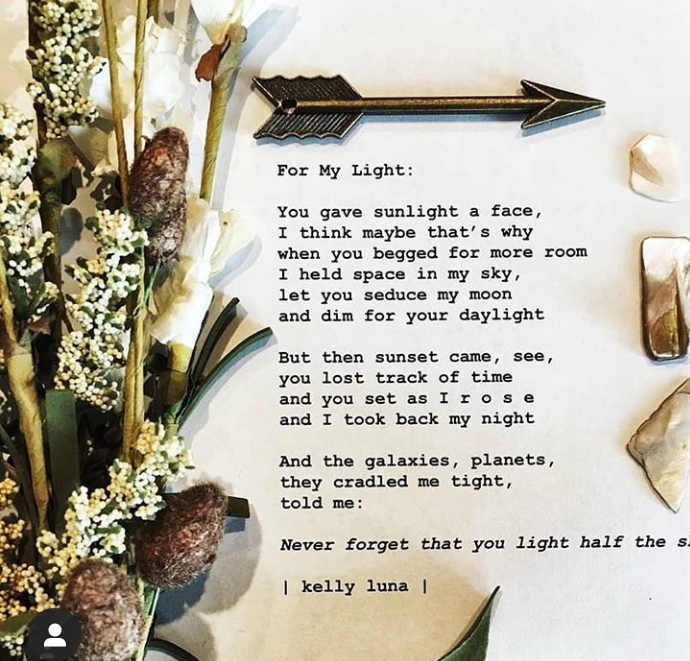 For My Light:
You gave sunlight a face,
I think maybe that's why
when you begged for more room
I held space in my sky,
let you seduce my moon
and dim for your daylight
But then sunset came, see,
you lost track of time
and you set as I r o s e
and I took back my night
And the galaxies, planets,
they cradled me tight,
told me:
Never forget that you light half the
| kelly luna |